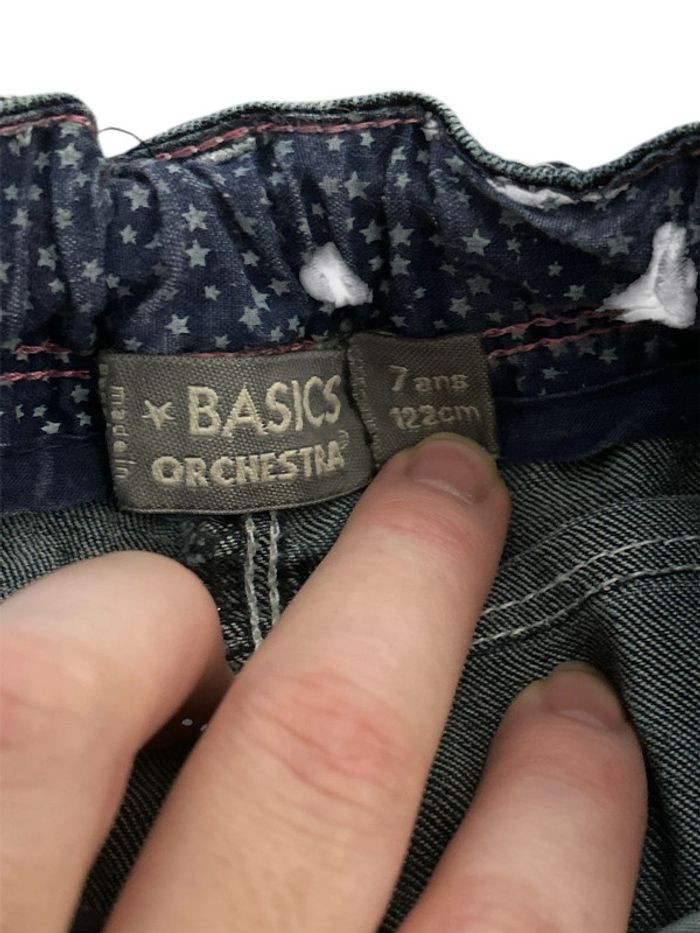 made in
BASICS
ORCHESTRA
7 ans
122cm